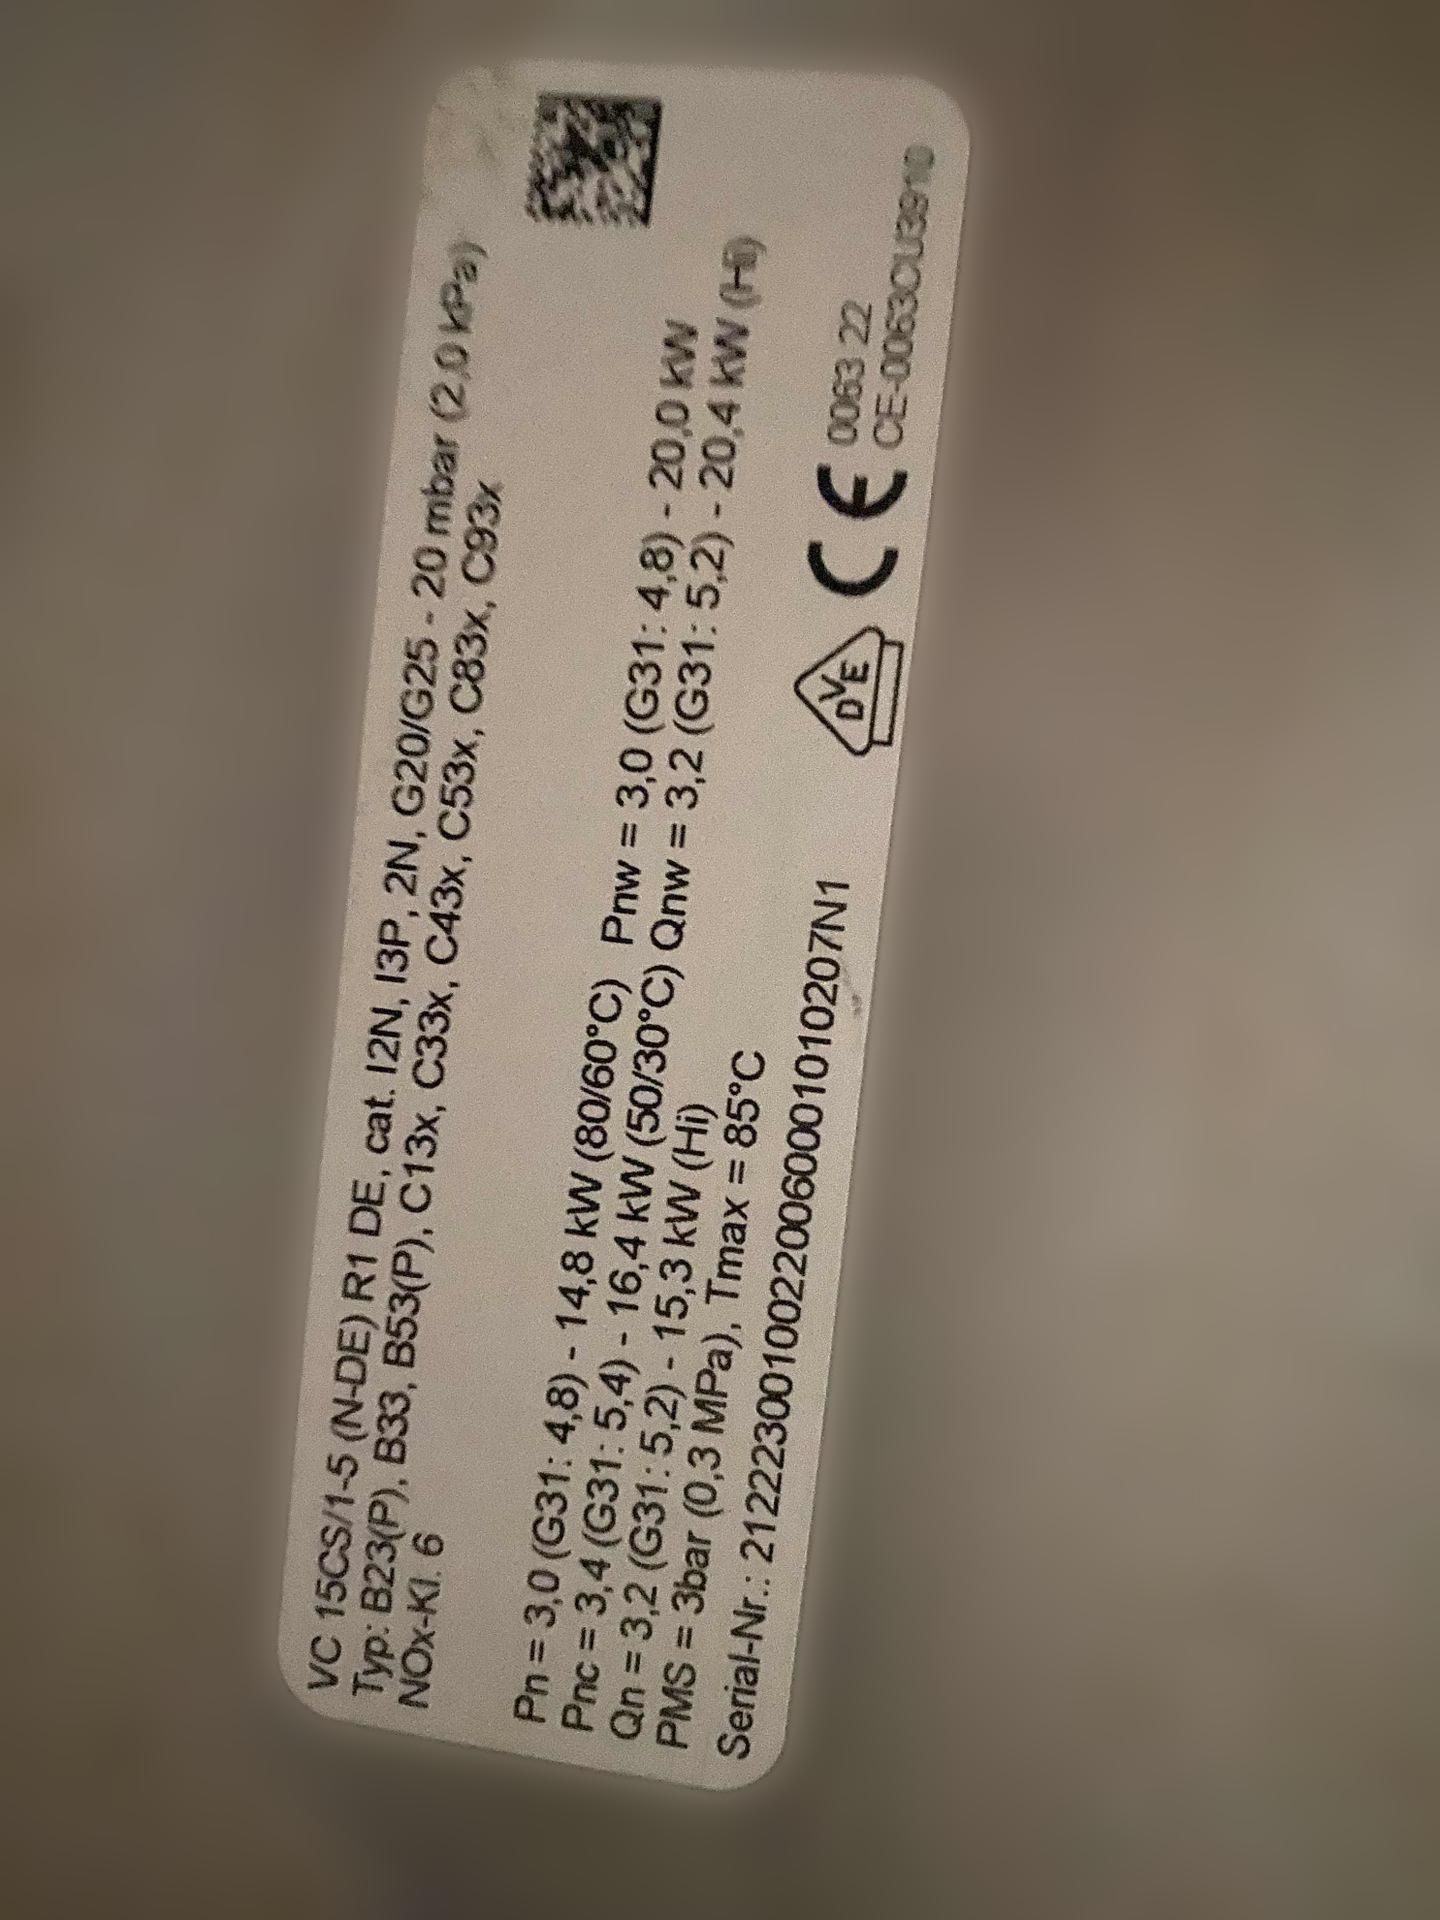 VC 15CS/1-5 (N-DE) R1 DE, cat. I2N, I3P, 2N, G20/G25 - 20 mbar (2,0 kPa)
Typ: B23(P), B33, B53(P), C13x, C33x, C43x, C53x, C83x, C93x
NOx-Kl. 6
Pn = 3,0 (G31: 4,8) - 14,8 kW (80/60°C) Pnw = 3,0 (G31: 4,8) - 20,0 kW
Pnc = 3,4 (G31: 5,4) - 16,4 kW (50/30°C) Qnw = 3,2 (G31: 5,2) - 20,4 kW (Hi)
Qn = 3,2 (G31: 5,2) - 15,3 kW (Hi)
PMS = 3bar (0,3 MPa), Tmax = 85°C
Serial-Nr.: 21222300100220060001010207N1
DVE
CE 0063 22
CE-0063CU3910